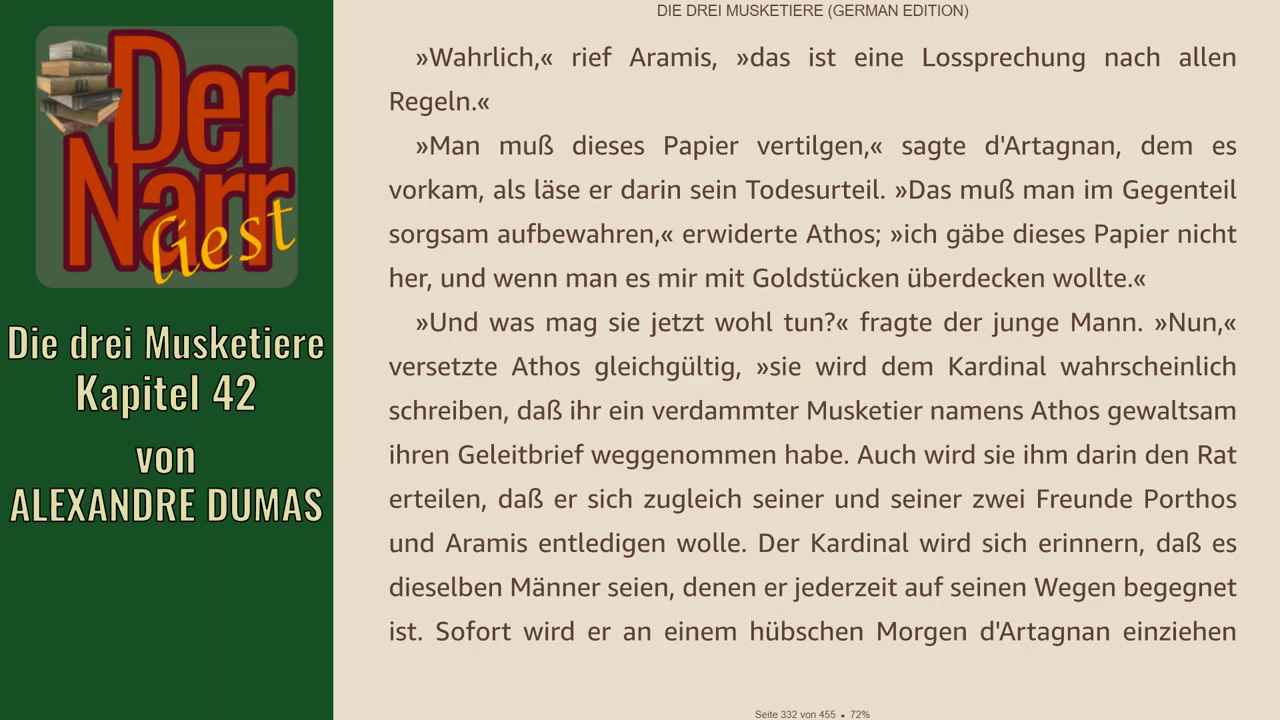 Der
Narr
liest
Die drei Musketiere
Kapitel 42
von
ALEXANDRE DUMAS
DIE DREI MUSKETIERE (GERMAN EDITION)
»Wahrlich,« rief Aramis, »das ist eine Lossprechung nach allen
Regeln.«
»Man muß dieses Papier vertilgen,« sagte d'Artagnan, dem es
vorkam, als läse er darin sein Todesurteil. »Das muß man im Gegenteil
sorgsam aufbewahren,« erwiderte Athos; »ich gäbe dieses Papier nicht
her, und wenn man es mir mit Goldstücken überdecken wollte.«
»Und was mag sie jetzt wohl tun?« fragte der junge Mann. »Nun,«
versetzte Athos gleichgültig, »sie wird dem Kardinal wahrscheinlich
schreiben, daß ihr ein verdammter Musketier namens Athos gewaltsam
ihren Geleitbrief weggenommen habe. Auch wird sie ihm darin den Rat
erteilen, daß er sich zugleich seiner und seiner zwei Freunde Porthos
und Aramis entledigen wolle. Der Kardinal wird sich erinnern, daß es
dieselben Männer seien, denen er jederzeit auf seinen Wegen begegnet
ist. Sofort wird er an einem hübschen Morgen d'Artagnan einziehen
Seite 332 von 455 • 72%